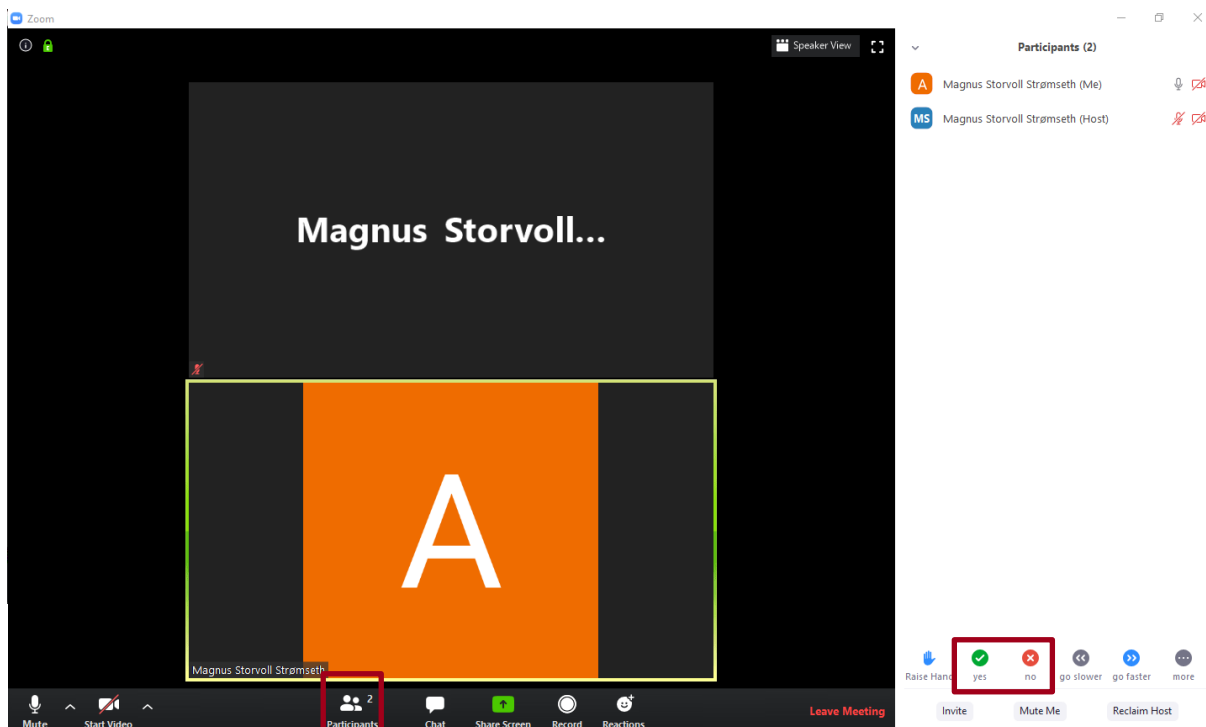 Zoom
Speaker View
Participants (2)
A Magnus Storvoll Strømseth (Me)
MS Magnus Storvoll Strømseth (Host)
Magnus Storvoll...
A
Magnus Storvoll Strømseth
Raise Hand yes no go slower go faster more
2
Mute Start Video Participants Chat Share Screen Record Reactions Leave Meeting
Invite Mute Me Reclaim Host